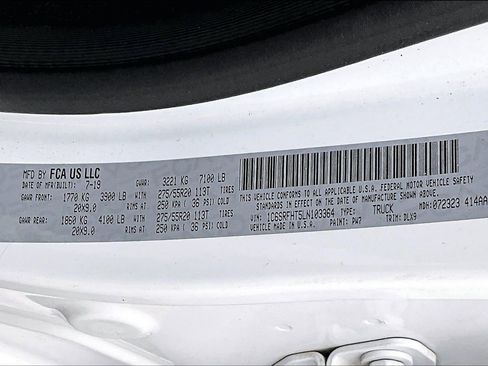 MFD BY FCA US LLC
DATE OF MFR(BUILT): 7-19 GVWR: 3221 KG 7100 LB
GAWR FRONT: 1770 KG 3900 LB WITH 275/55R20 113T TIRES
20X9.0 RIMS AT 250 KPA ( 36 PSI) COLD
GAWR REAR: 1860 KG 4100 LB WITH 275/55R20 113T TIRES
20X9.0 RIMS AT 250 KPA ( 36 PSI) COLD
THIS VEHICLE CONFORMS TO ALL APPLICABLE U.S.A. FEDERAL MOTOR VEHICLE SAFETY
STANDARDS IN EFFECT ON THE DATE OF MANUFACTURE SHOWN ABOVE.
VIN: 1C6SRFHT5LN103364 TYPE: TRUCK MDH: 072323 414AA
VEHICLE MADE IN U.S.A. PAINT: PW7 TRIM: DLX9